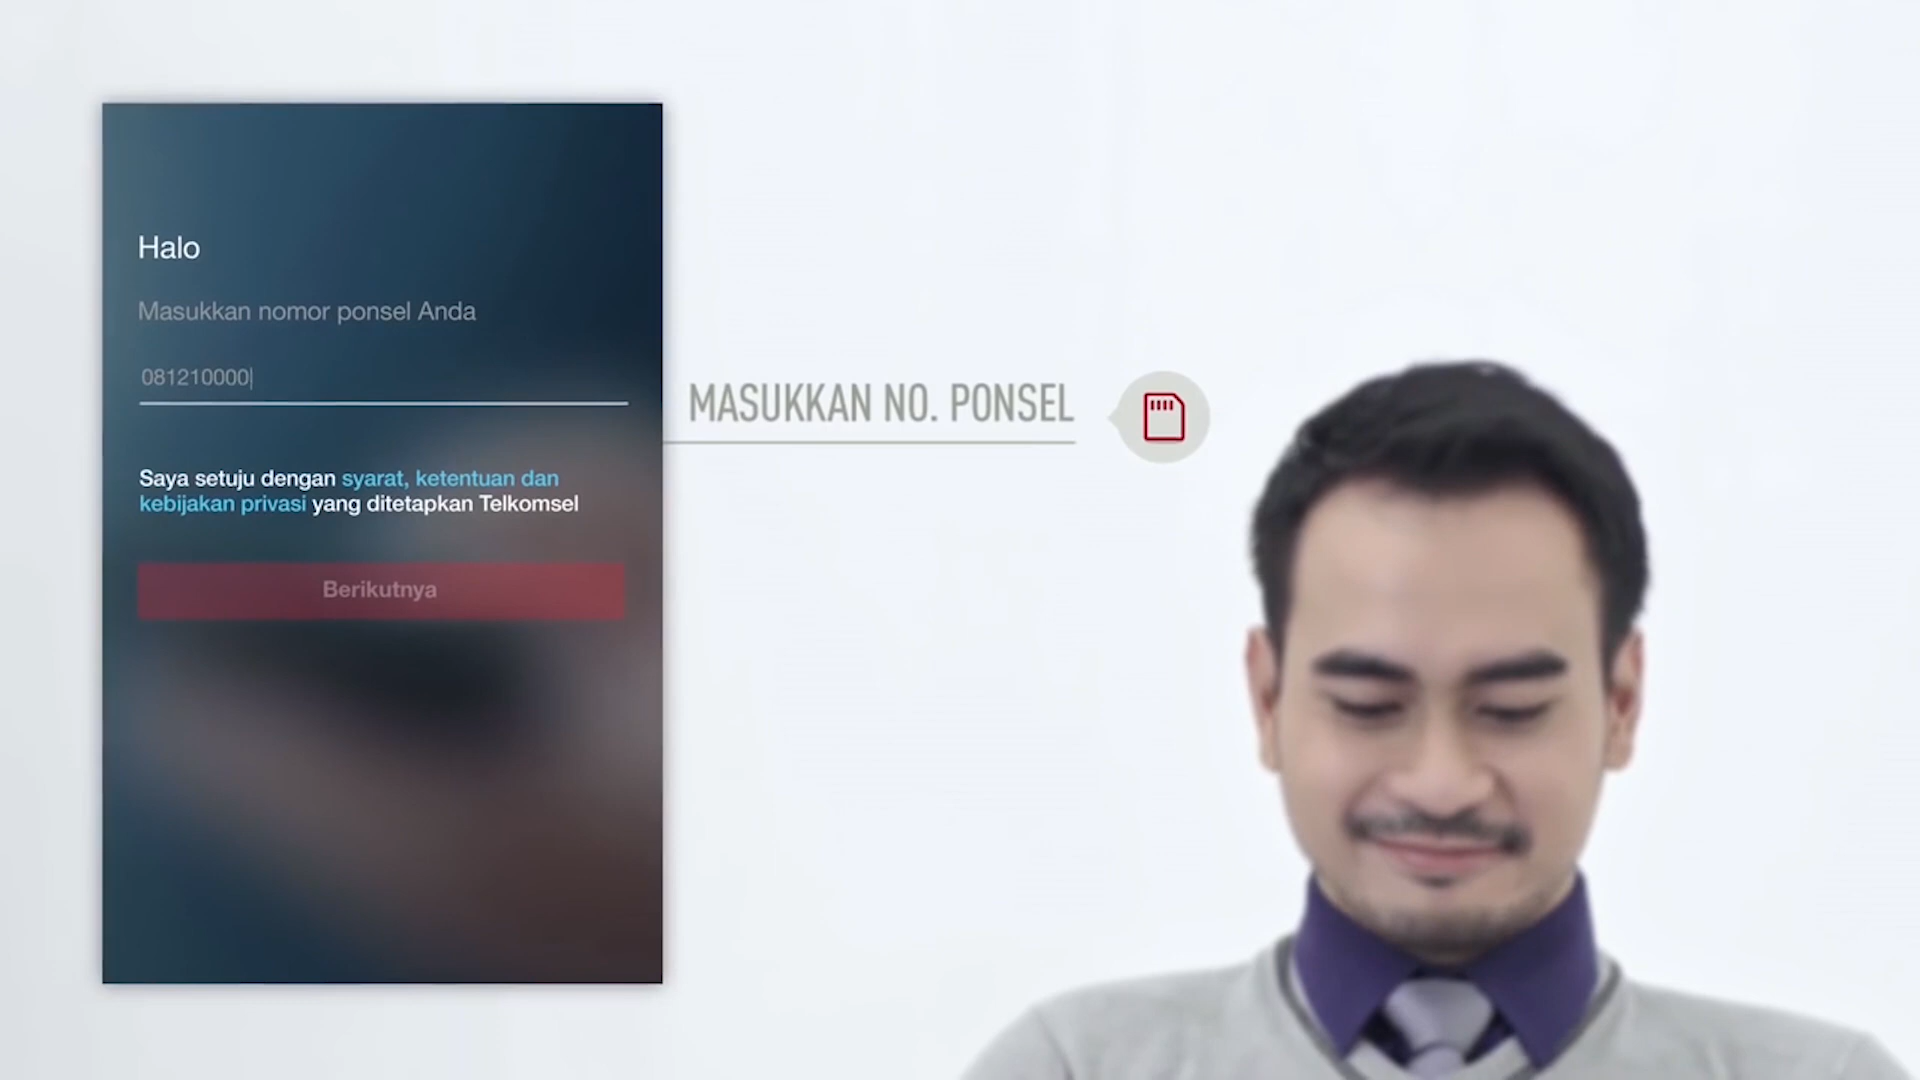 Halo
Masukkan nomor ponsel Anda
081210000
MASUKKAN NO. PONSEL
Saya setuju dengan syarat, ketentuan dan
kebijakan privasi yang ditetapkan Telkomsel
Berikutnya